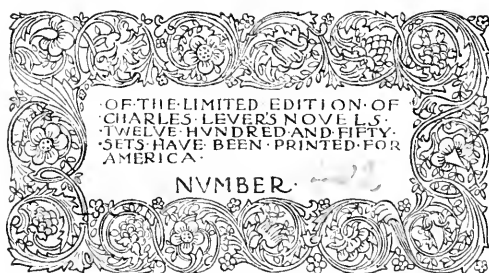 ·OF·THE·LIMITED·EDITION·OF
CHARLES·LEVER'S·NOVELS·
·TWELVE·HVNDRED·AND·FIFTY·
·SETS·HAVE·BEEN·PRINTED·FOR
AMERICA·
NVMBER·